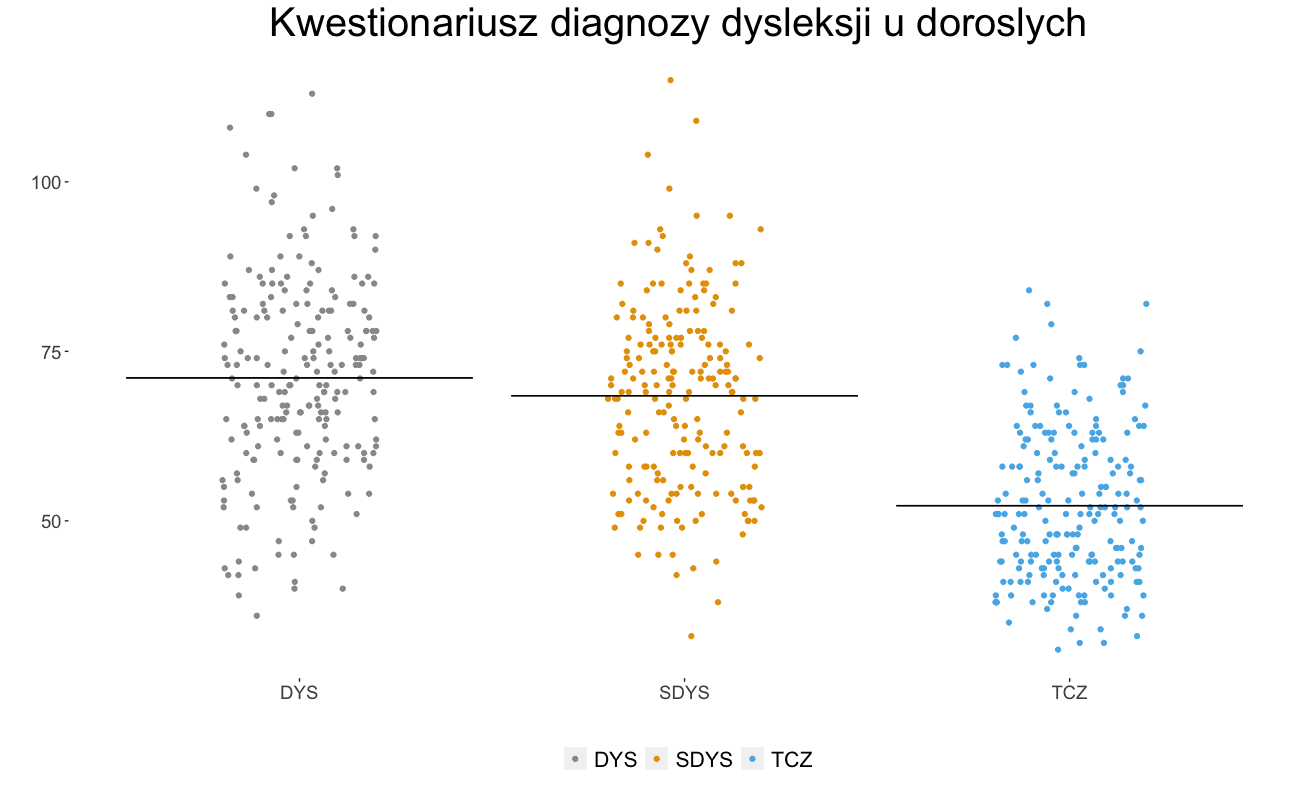 Kwestionariusz diagnozy dysleksji u doroslych
100
75
50
DYS SDYS TCZ
DYS SDYS TCZ